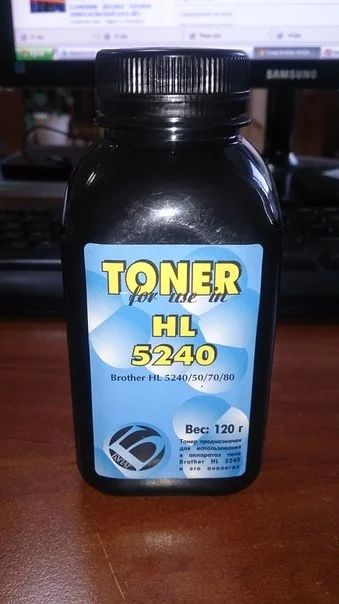 SAMSUNG
TONER
for use in
HL
5240
Brother HL 5240/50/70/80
Вес: 120 г
Тонер предназначен
для использования
в аппаратах типа
Brother HL 5240
и его аналогах